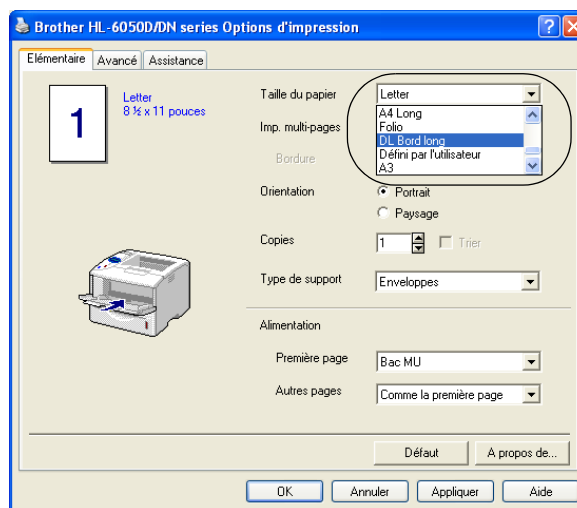 Brother HL-6050D/DN series Options d'impression
Elémentaire Avancé Assistance
1
Letter
8 ½ x 11 pouces
Taille du papier Letter
A4 Long
Folio
DL Bord long
Défini par l'utilisateur
A3
Imp. multi-pages
Bordure
Orientation Portrait
Paysage
Copies 1 Trier
Type de support Enveloppes
Alimentation
Première page Bac MU
Autres pages Comme la première page
Défaut A propos de...
OK Annuler Appliquer Aide